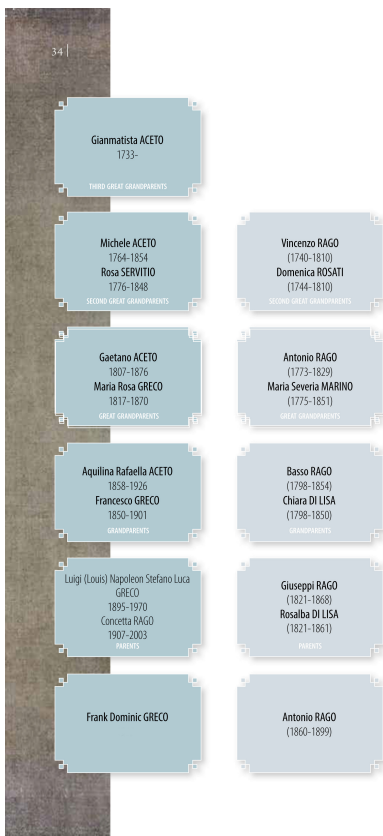 34 |
Gianmatista ACETO
1733-
THIRD GREAT GRANDPARENTS
Michele ACETO
1764-1854
Rosa SERVITIO
1776-1848
SECOND GREAT GRANDPARENTS
Vincenzo RAGO
(1740-1810)
Domenica ROSATI
(1744-1810)
SECOND GREAT GRANDPARENTS
Gaetano ACETO
1807-1876
Maria Rosa GRECO
1817-1870
GREAT GRANDPARENTS
Antonio RAGO
(1773-1829)
Maria Severia MARINO
(1775-1851)
GREAT GRANDPARENTS
Aquilina Rafaella ACETO
1858-1926
Francesco GRECO
1850-1901
GRANDPARENTS
Basso RAGO
(1798-1854)
Chiara DI LISA
(1798-1850)
GRANDPARENTS
Luigi (Louis) Napoleon Stefano Luca
GRECO
1895-1970
Concetta RAGO
1907-2003
PARENTS
Giuseppi RAGO
(1821-1868)
Rosalba DI LISA
(1821-1861)
PARENTS
Frank Dominic GRECO
Antonio RAGO
(1860-1899)